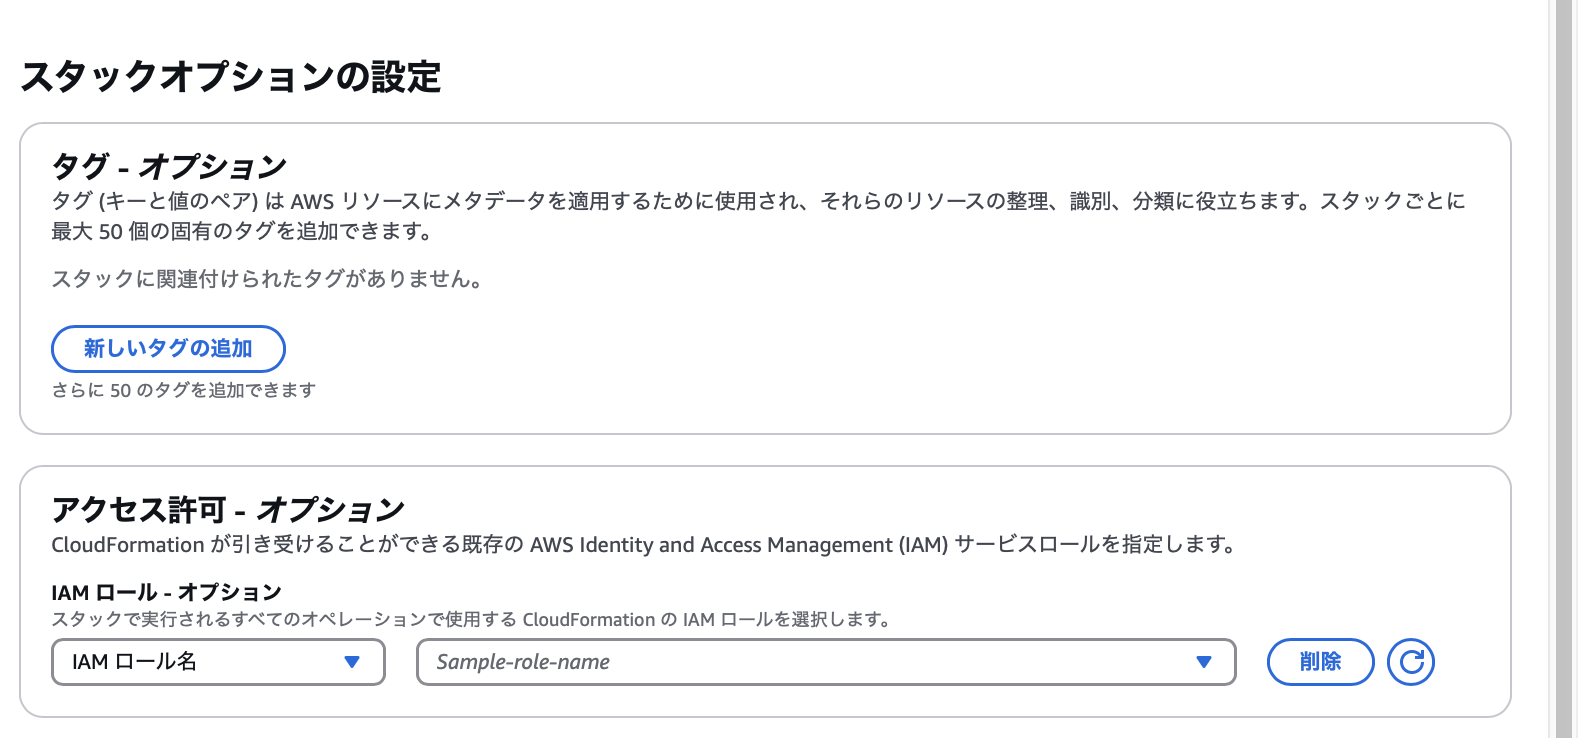 スタックオプションの設定
タグ - オプション
タグ (キーと値のペア) は AWS リソースにメタデータを適用するために使用され、それらのリソースの整理、識別、分類に役立ちます。スタックごとに
最大 50 個の固有のタグを追加できます。
スタックに関連付けられたタグがありません。
新しいタグの追加
さらに 50 のタグを追加できます
アクセス許可 - オプション
CloudFormation が引き受けることができる既存の AWS Identity and Access Management (IAM) サービスロールを指定します。
IAM ロール - オプション
スタックで実行されるすべてのオペレーションで使用する CloudFormation の IAM ロールを選択します。
IAM ロール名 Sample-role-name 削除